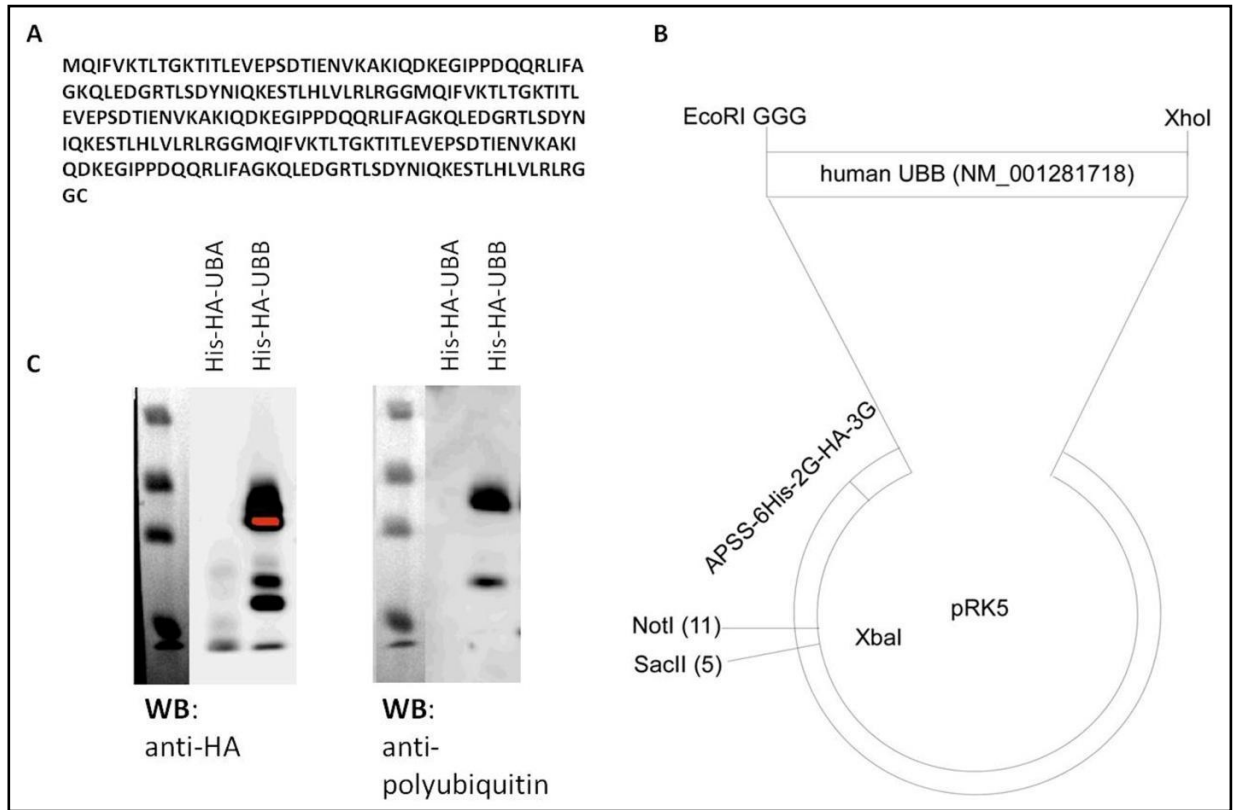 A
MQIFVKTLTGKTITLEVEPSDTIENVKAKIQDKEGIPPDQQRLIFA
GKQLEDGRTLSDYNIQKESTLHLVLRLRGGMQIFVKTLTGKTITL
EVEPSDTIENVKAKIQDKEGIPPDQQRLIFAGKQLEDGRTLSDYN
IQKESTLHLVLRLRGGMQIFVKTLTGKTITLEVEPSDTIENVKAKI
QDKEGIPPDQQRLIFAGKQLEDGRTLSDYNIQKESTLHLVLRLRG
GC
B
EcoRI GGG
XhoI
human UBB (NM_001281718)
APSS-6His-2G-HA-3G
NotI (11)
SacII (5)
XbaI
pRK5
C
His-HA-UBA
His-HA-UBB
His-HA-UBA
His-HA-UBB
WB:
anti-HA
WB:
anti-
polyubiquitin